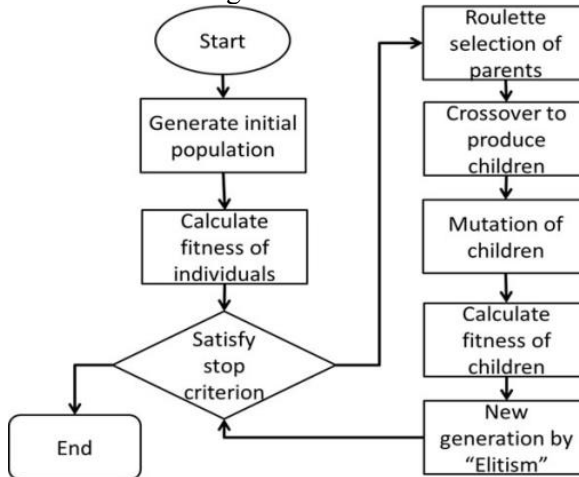 Start
Generate initial
population
Calculate
fitness of
individuals
Satisfy
stop
criterion
End
Roulette
selection of
parents
Crossover to
produce
children
Mutation of
children
Calculate
fitness of
children
New
generation by
“Elitism”